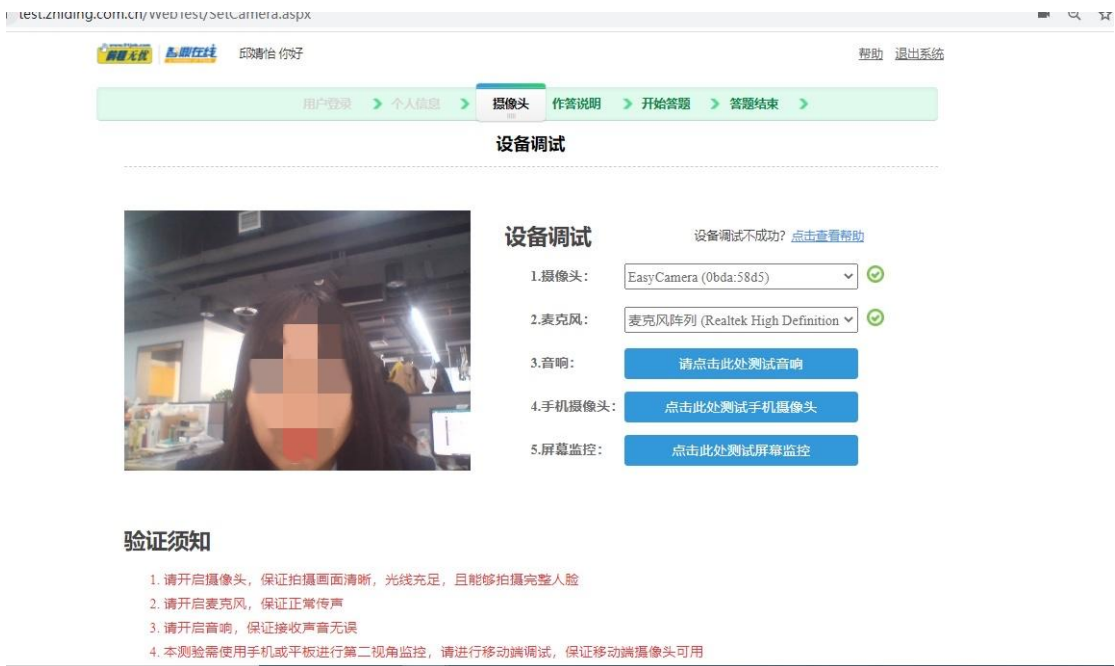 test.zhiding.com.cn/WebTest/SetCamera.aspx
前程无忧 智鼎在线 邱婧怡 你好 帮助 退出系统
用户登录 个人信息 摄像头 作答说明 开始答题 答题结束
设备调试
设备调试 设备调试不成功? 点击查看帮助
1.摄像头: EasyCamera (0bda:58d5)
2.麦克风: 麦克风阵列 (Realtek High Definition
3.音响: 请点击此处测试音响
4.手机摄像头: 点击此处测试手机摄像头
5.屏幕监控: 点击此处测试屏幕监控
验证须知
1. 请开启摄像头，保证拍摄画面清晰，光线充足，且能够拍摄完整人脸
2. 请开启麦克风，保证正常传声
3. 请开启音响，保证接收声音无误
4. 本测验需使用手机或平板进行第二视角监控，请进行移动端调试，保证移动端摄像头可用